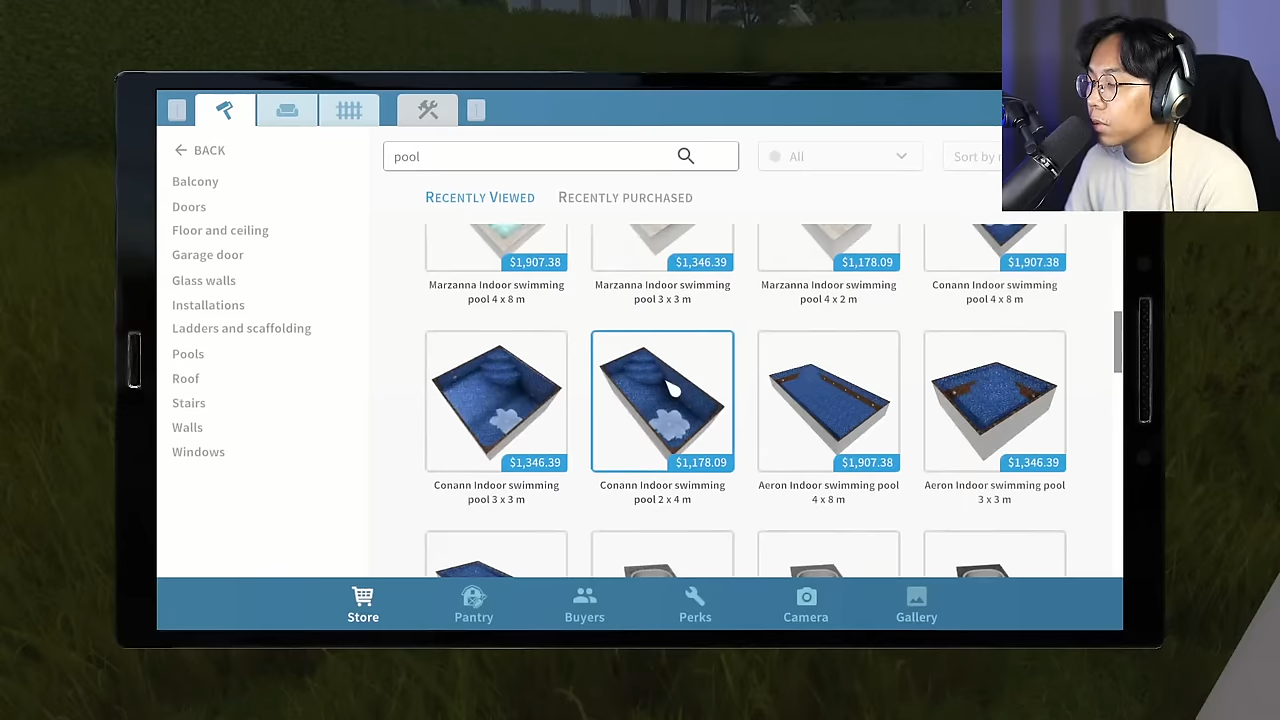 BACK
Balcony
Doors
Floor and ceiling
Garage door
Glass walls
Installations
Ladders and scaffolding
Pools
Roof
Stairs
Walls
Windows
pool
All
Sort by
RECENTLY VIEWED
RECENTLY PURCHASED
$1,907.38
$1,346.39
$1,178.09
$1,907.38
Marzanna Indoor swimming
pool 4 x 8 m
Marzanna Indoor swimming
pool 3 x 3 m
Marzanna Indoor swimming
pool 4 x 2 m
Conann Indoor swimming
pool 4 x 8 m
$1,346.39
$1,178.09
$1,907.38
$1,346.39
Conann Indoor swimming
pool 3 x 3 m
Conann Indoor swimming
pool 2 x 4 m
Aeron Indoor swimming pool
4 x 8 m
Aeron Indoor swimming pool
3 x 3 m
Store
Pantry
Buyers
Perks
Camera
Gallery